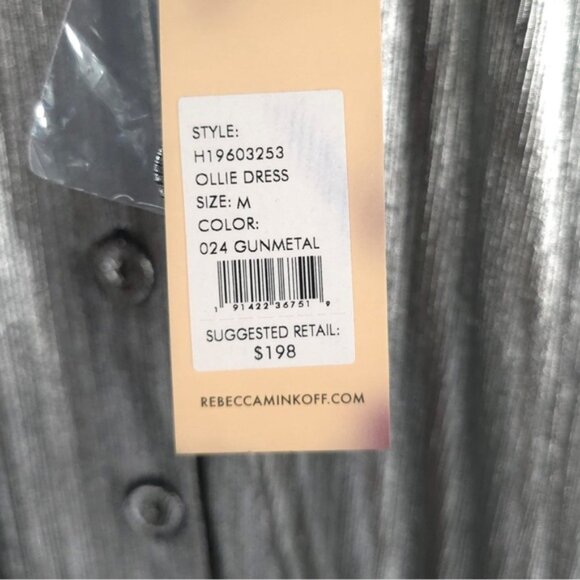 STYLE:
H19603253
OLLIE DRESS
SIZE: M
COLOR:
024 GUNMETAL
1 91422 36751 9
SUGGESTED RETAIL:
$198
REBECCAMINKOFF.COM